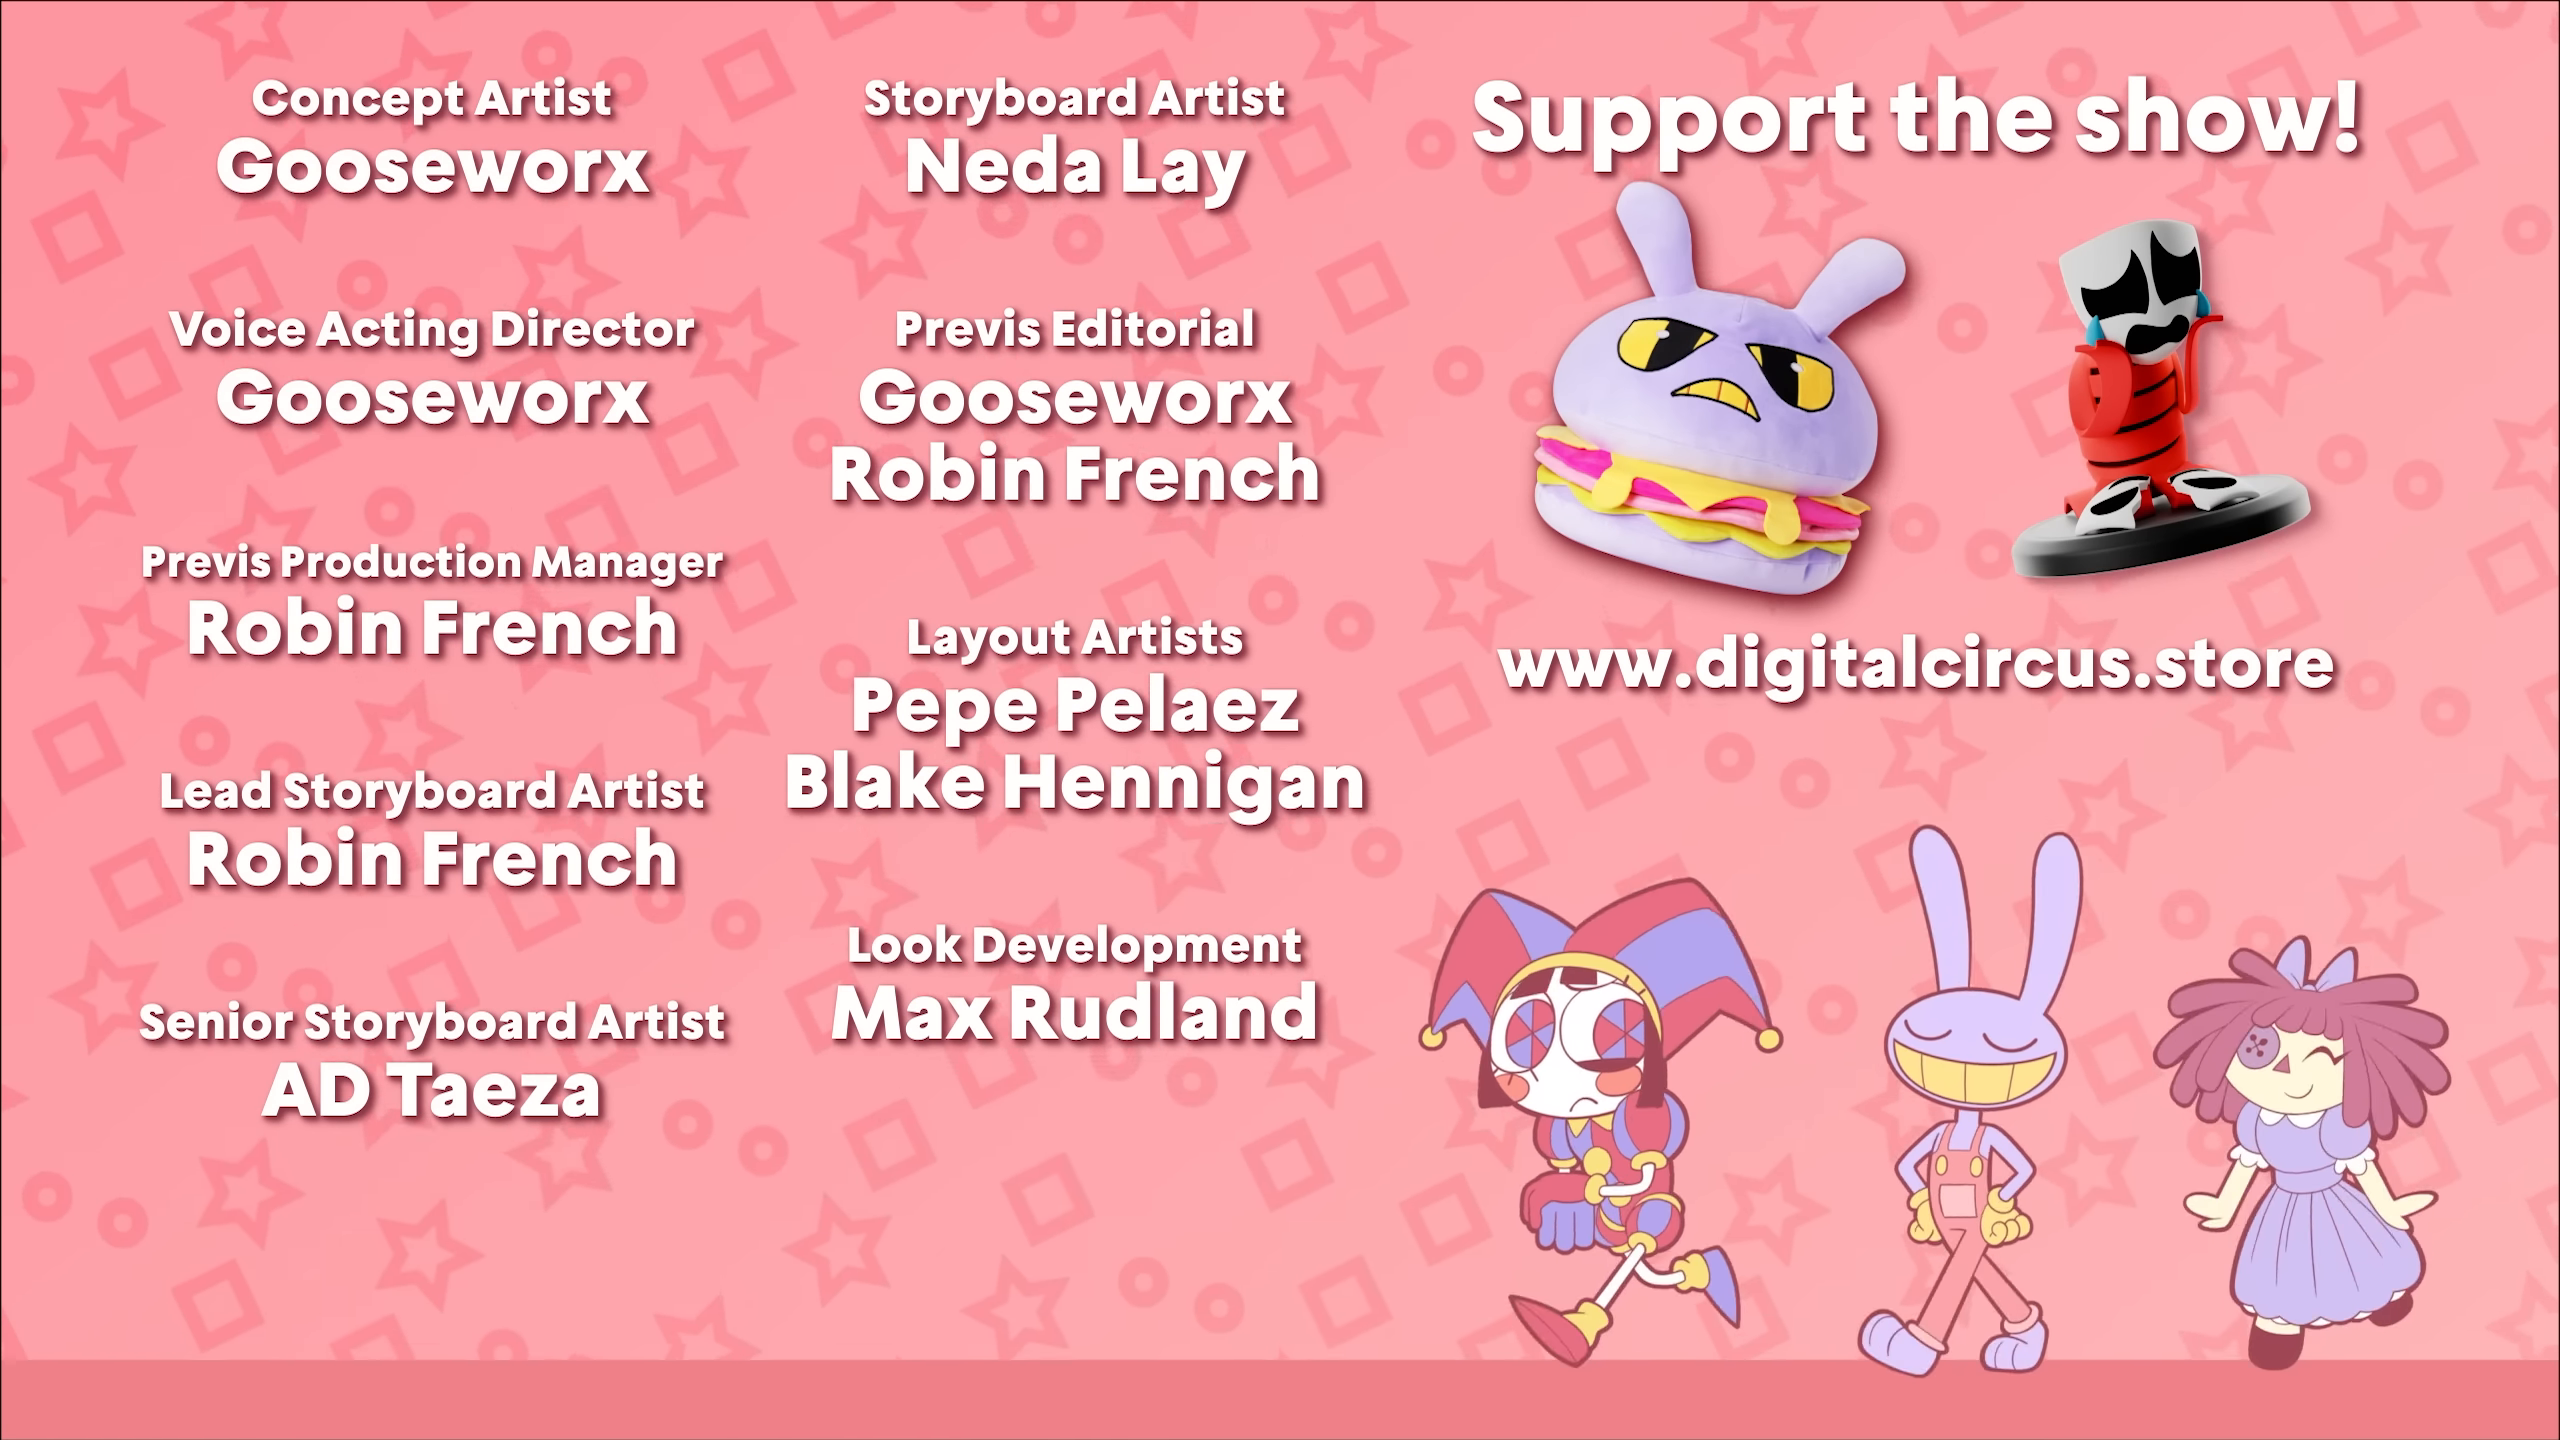 Concept Artist
Gooseworx
Voice Acting Director
Gooseworx
Previs Production Manager
Robin French
Lead Storyboard Artist
Robin French
Senior Storyboard Artist
AD Taeza
Storyboard Artist
Neda Lay
Previs Editorial
Gooseworx
Robin French
Layout Artists
Pepe Pelaez
Blake Hennigan
Look Development
Max Rudland
Support the show!
www.digitalcircus.store